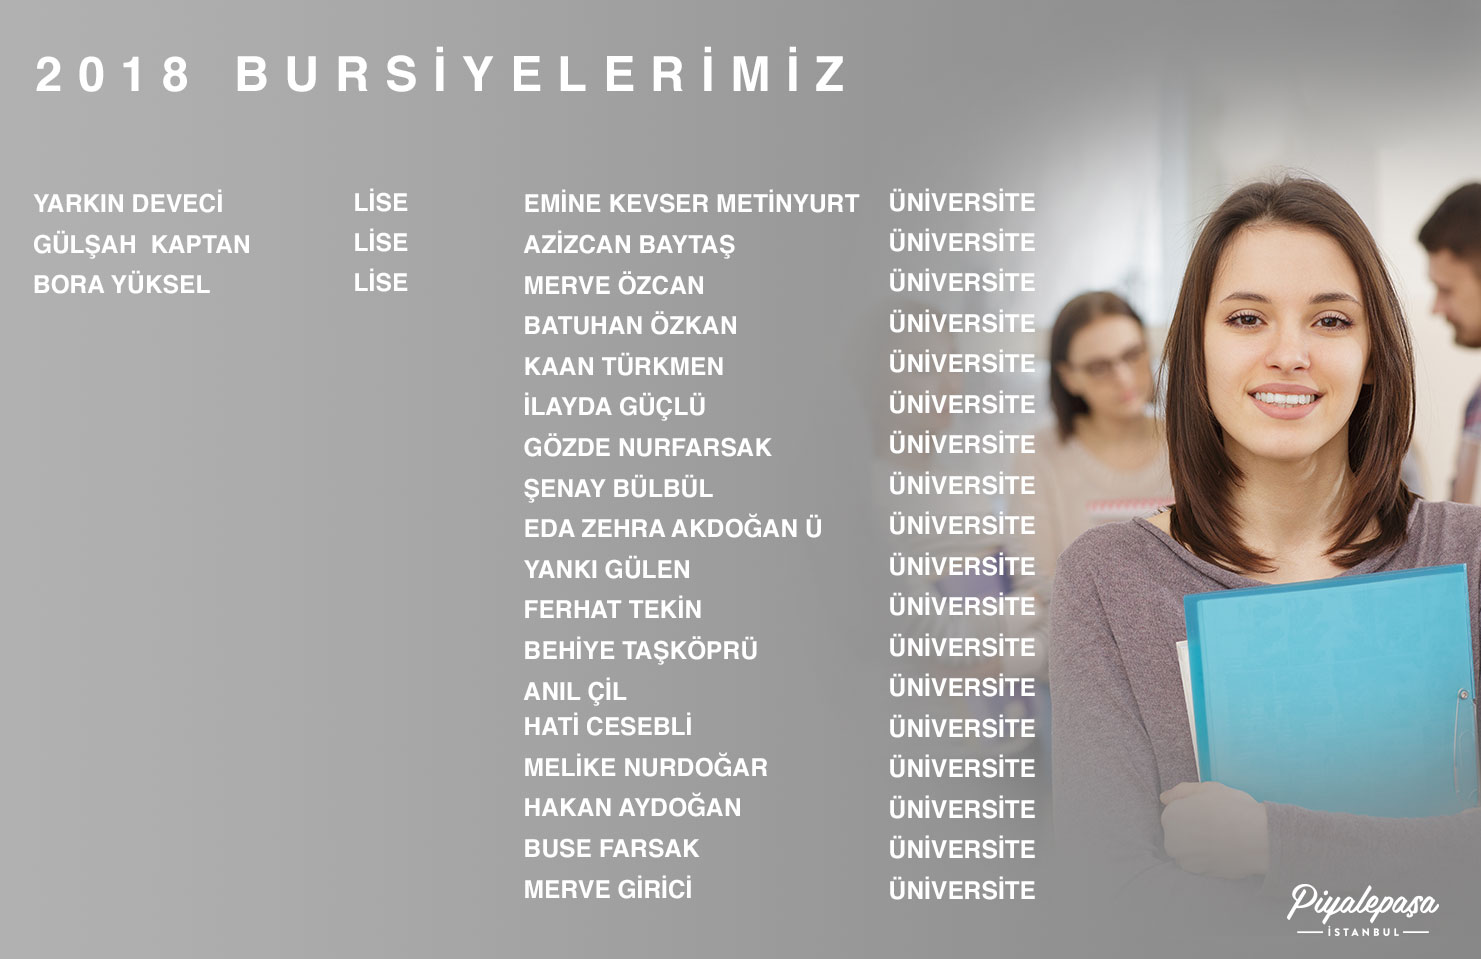 2018 BURSİYELERİMİZ
YARKIN DEVECİ LİSE
GÜLŞAH KAPTAN LİSE
BORA YÜKSEL LİSE
EMİNE KEVSER METİNYURT ÜNİVERSİTE
AZİZCAN BAYTAŞ ÜNİVERSİTE
MERVE ÖZCAN ÜNİVERSİTE
BATUHAN ÖZKAN ÜNİVERSİTE
KAAN TÜRKMEN ÜNİVERSİTE
İLAYDA GÜÇLÜ ÜNİVERSİTE
GÖZDE NURFARSAK ÜNİVERSİTE
ŞENAY BÜLBÜL ÜNİVERSİTE
EDA ZEHRA AKDOĞAN Ü ÜNİVERSİTE
YANKI GÜLEN ÜNİVERSİTE
FERHAT TEKİN ÜNİVERSİTE
BEHİYE TAŞKÖPRÜ ÜNİVERSİTE
ANIL ÇİL ÜNİVERSİTE
HATİ CESEBLİ ÜNİVERSİTE
MELİKE NURDOĞAR ÜNİVERSİTE
HAKAN AYDOĞAN ÜNİVERSİTE
BUSE FARSAK ÜNİVERSİTE
MERVE GİRİCİ ÜNİVERSİTE
Piyalepaşa
İSTANBUL